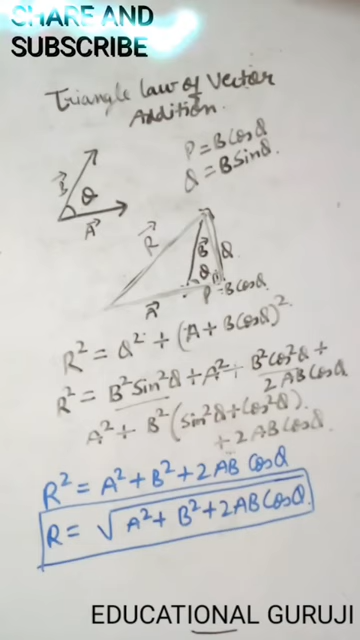 SHARE AND
SUBSCRIBE
Triangle law of Vector
Addition.
P = B cos θ
Q = B sin θ
B
θ
A
R
B
Q
θ
A
P = B cos θ
R² = Q² + (A + B cos θ)²
R² = B² sin² θ + A² + B² cos² θ +
2AB cos θ
A² + B² (sin² θ + cos² θ)
+ 2AB cos θ
R² = A² + B² + 2AB cos θ
R = √A² + B² + 2AB cos θ.
EDUCATIONAL GURUJI